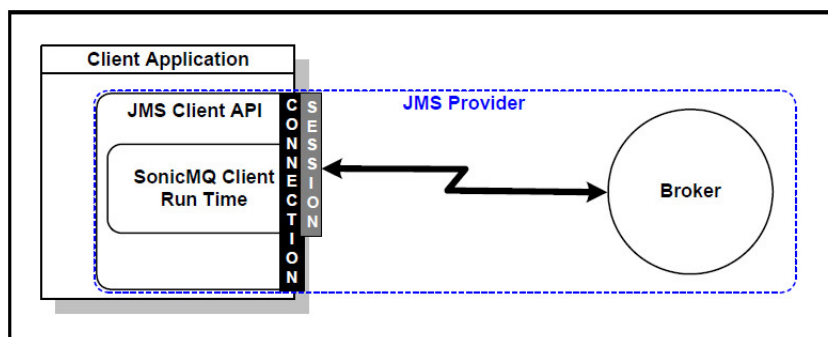 Client Application
JMS Provider
JMS Client API
CONNECTION
SESSION
SonicMQ Client
Run Time
Broker